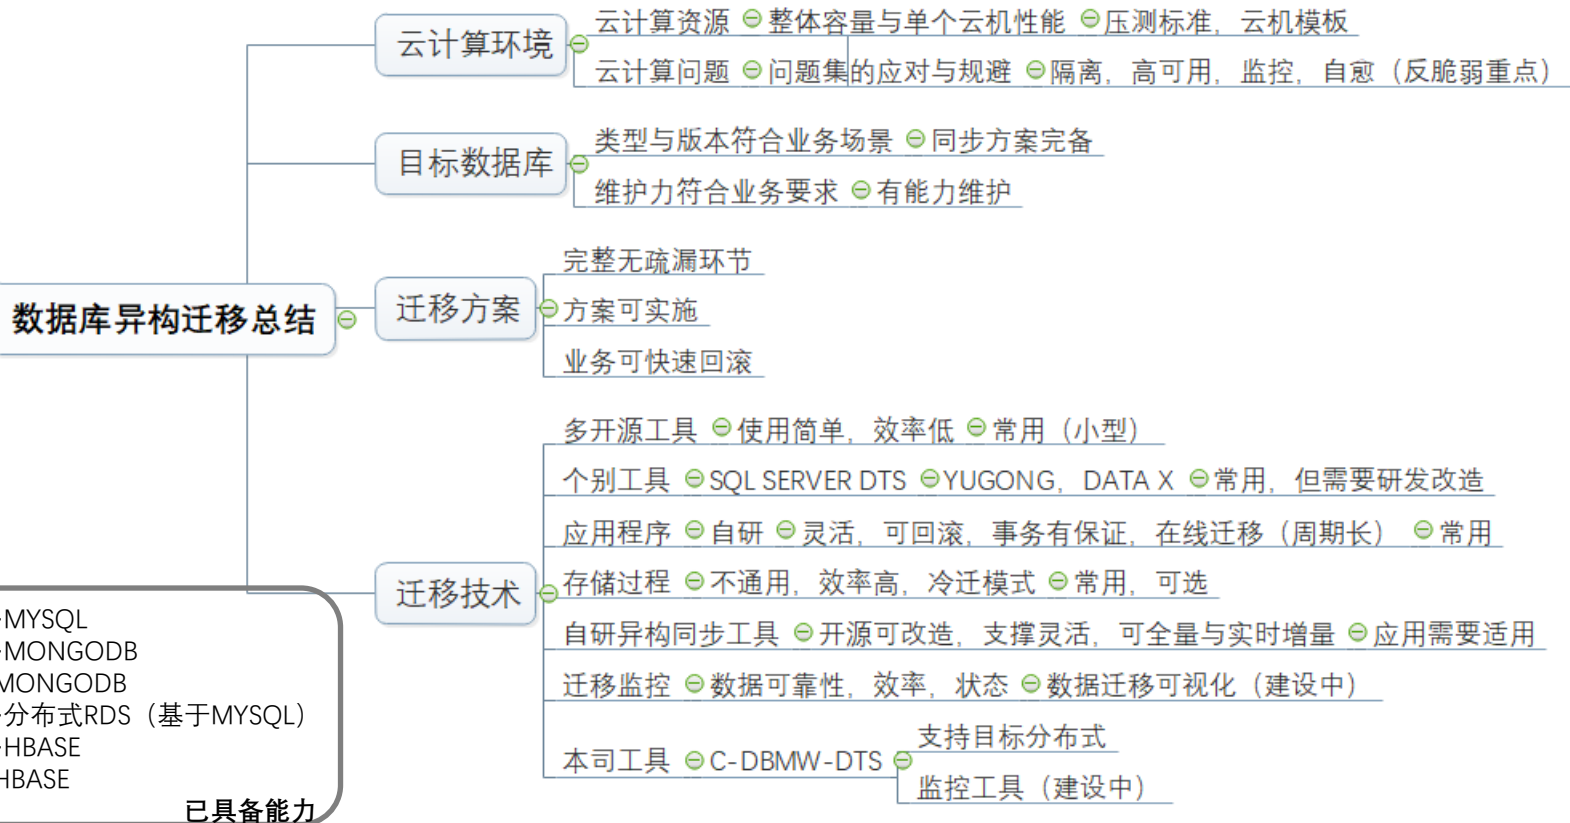 数据库异构迁移总结
云计算环境
云计算资源 整体容量与单个云机性能 压测标准，云机模板
云计算问题 问题集的应对与规避 隔离，高可用，监控，自愈（反脆弱重点）
目标数据库
类型与版本符合业务场景 同步方案完备
维护力符合业务要求 有能力维护
迁移方案
完整无疏漏环节
方案可实施
业务可快速回滚
迁移技术
多开源工具 使用简单，效率低 常用（小型）
个别工具 SQL SERVER DTS YUGONG，DATA X 常用，但需要研发改造
应用程序 自研 灵活，可回滚，事务有保证，在线迁移（周期长） 常用
存储过程 不通用，效率高，冷迁模式 常用，可选
自研异构同步工具 开源可改造，支撑灵活，可全量与实时增量 应用需要适用
迁移监控 数据可靠性，效率，状态 数据迁移可视化（建设中）
本司工具 C-DBMW-DTS
支持目标分布式
监控工具（建设中）
MYSQL
MONGODB
MONGODB
分布式RDS（基于MYSQL）
HBASE
HBASE
已具备能力